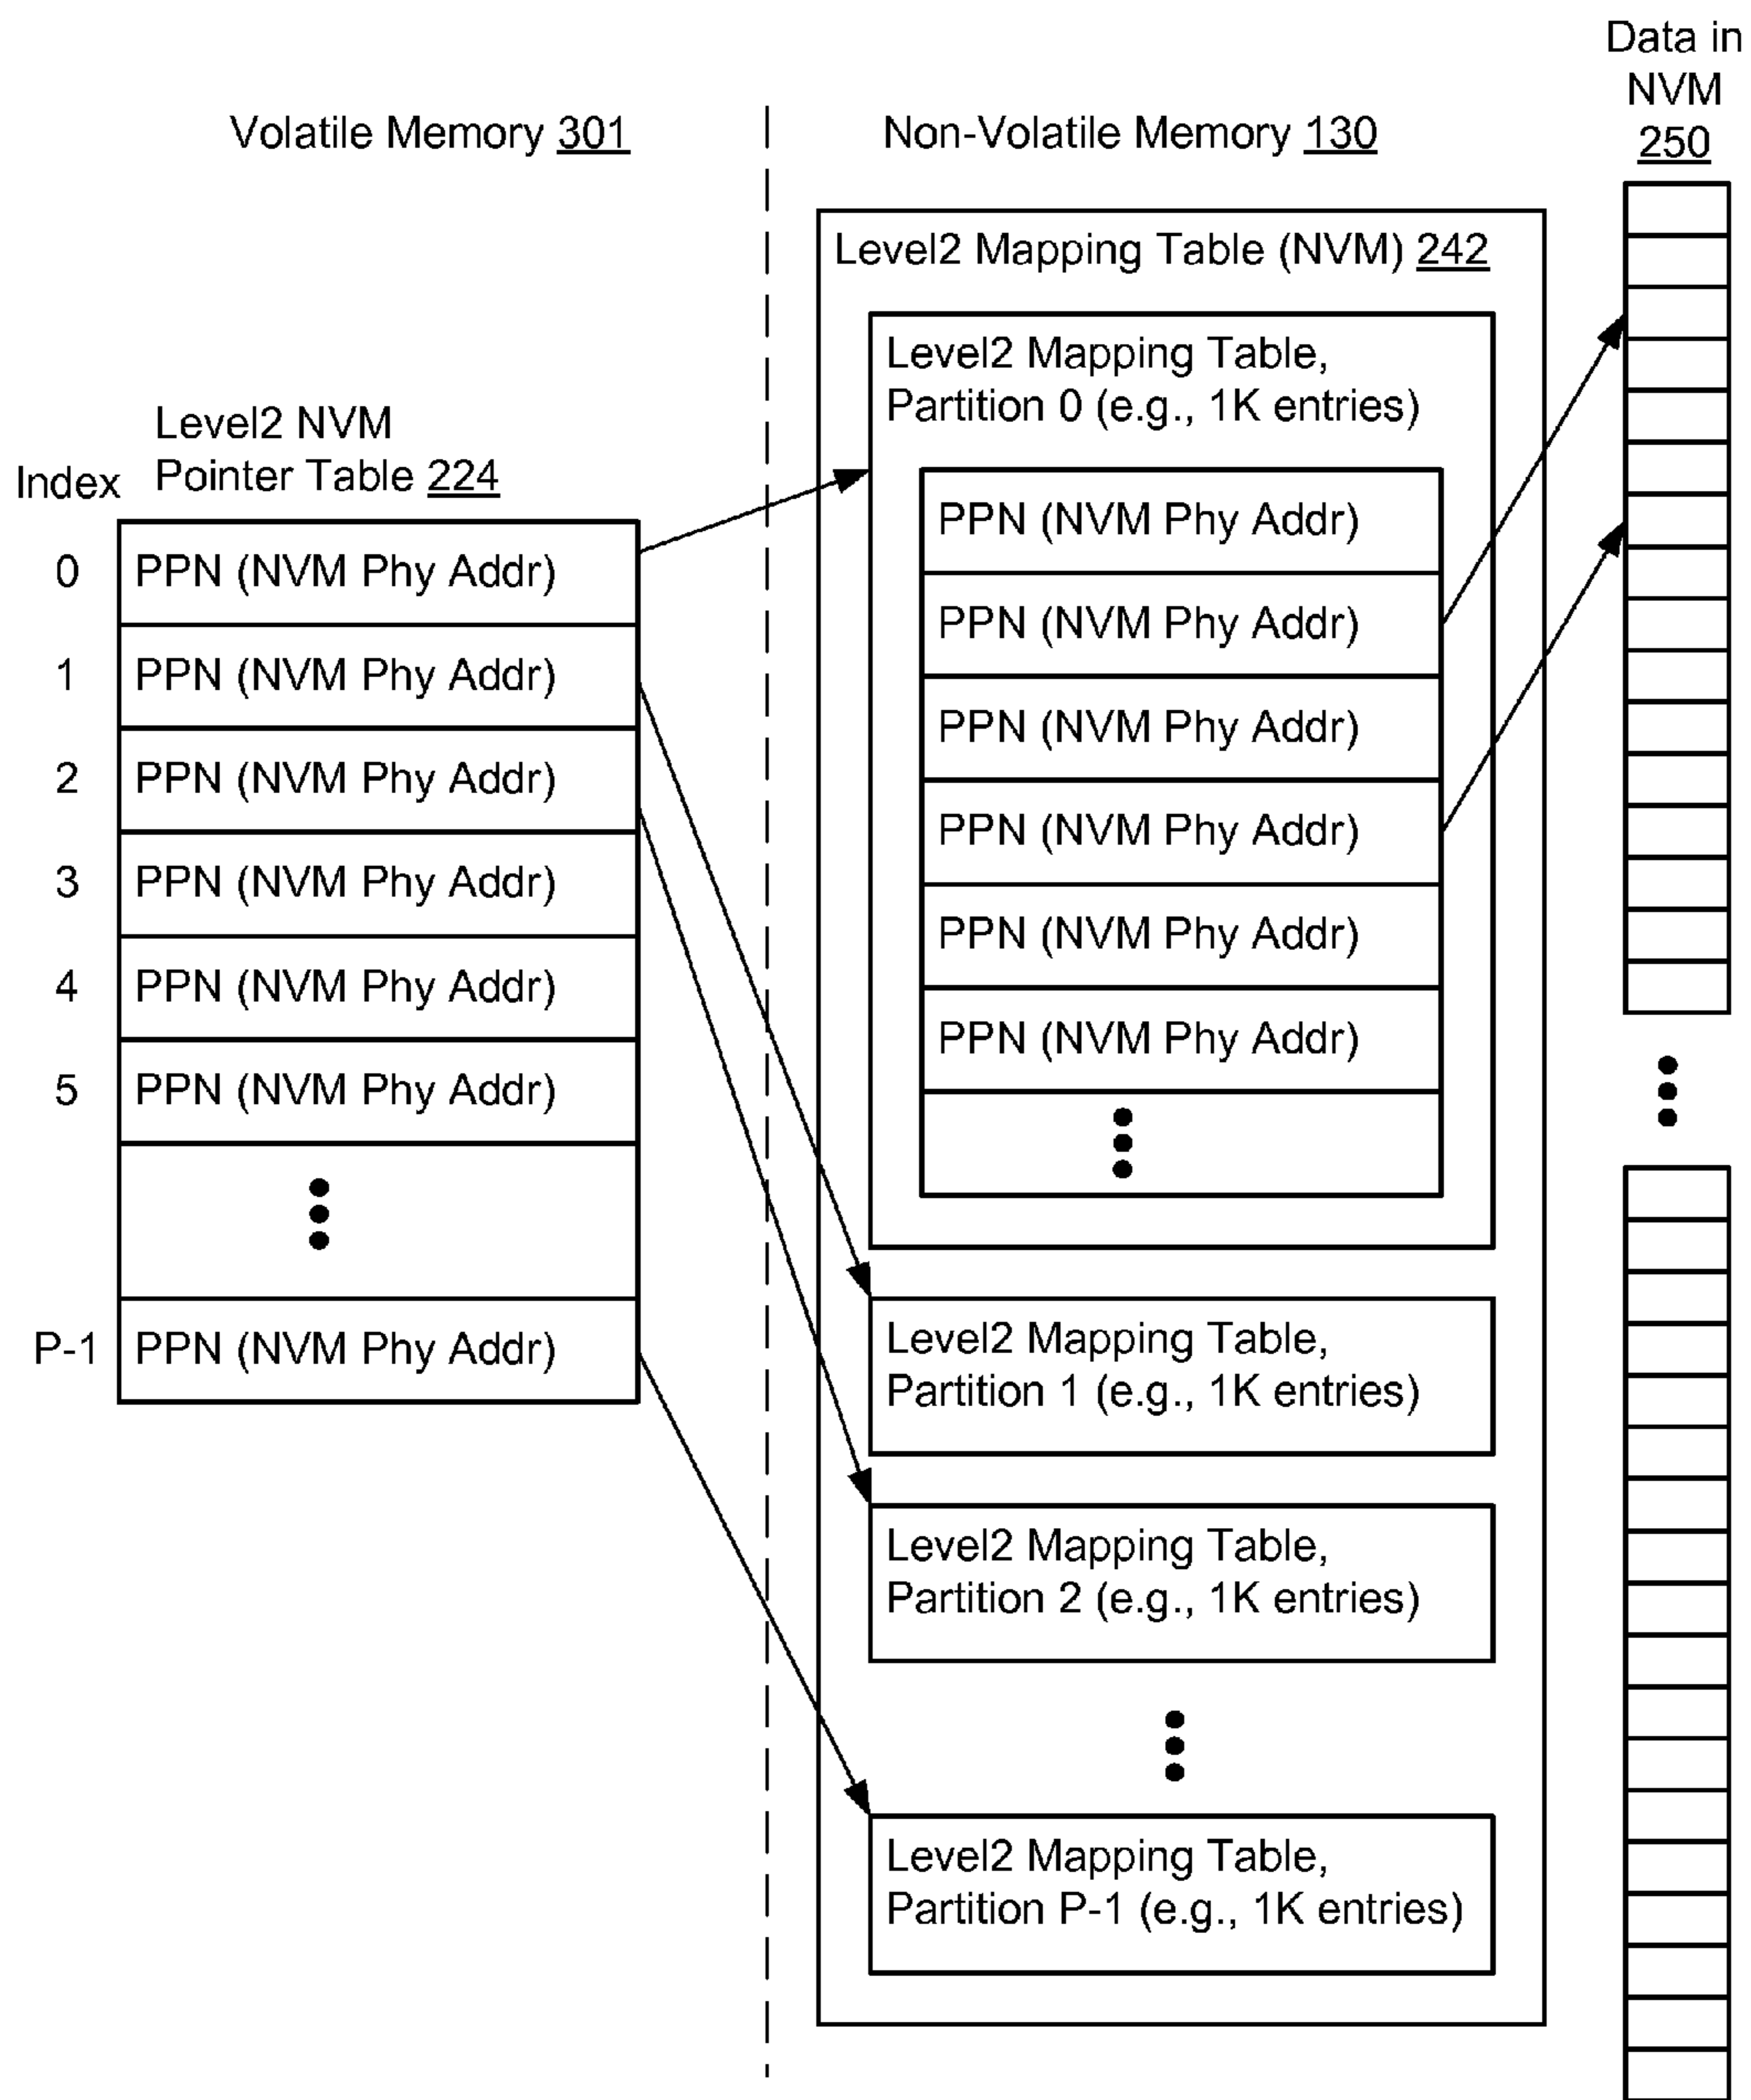 Data in
NVM
250
Volatile Memory 301
Non-Volatile Memory 130
Level2 NVM
Pointer Table 224
Index
0 PPN (NVM Phy Addr)
1 PPN (NVM Phy Addr)
2 PPN (NVM Phy Addr)
3 PPN (NVM Phy Addr)
4 PPN (NVM Phy Addr)
5 PPN (NVM Phy Addr)
P-1 PPN (NVM Phy Addr)
Level2 Mapping Table (NVM) 242
Level2 Mapping Table,
Partition 0 (e.g., 1K entries)
PPN (NVM Phy Addr)
PPN (NVM Phy Addr)
PPN (NVM Phy Addr)
PPN (NVM Phy Addr)
PPN (NVM Phy Addr)
PPN (NVM Phy Addr)
Level2 Mapping Table,
Partition 1 (e.g., 1K entries)
Level2 Mapping Table,
Partition 2 (e.g., 1K entries)
Level2 Mapping Table,
Partition P-1 (e.g., 1K entries)